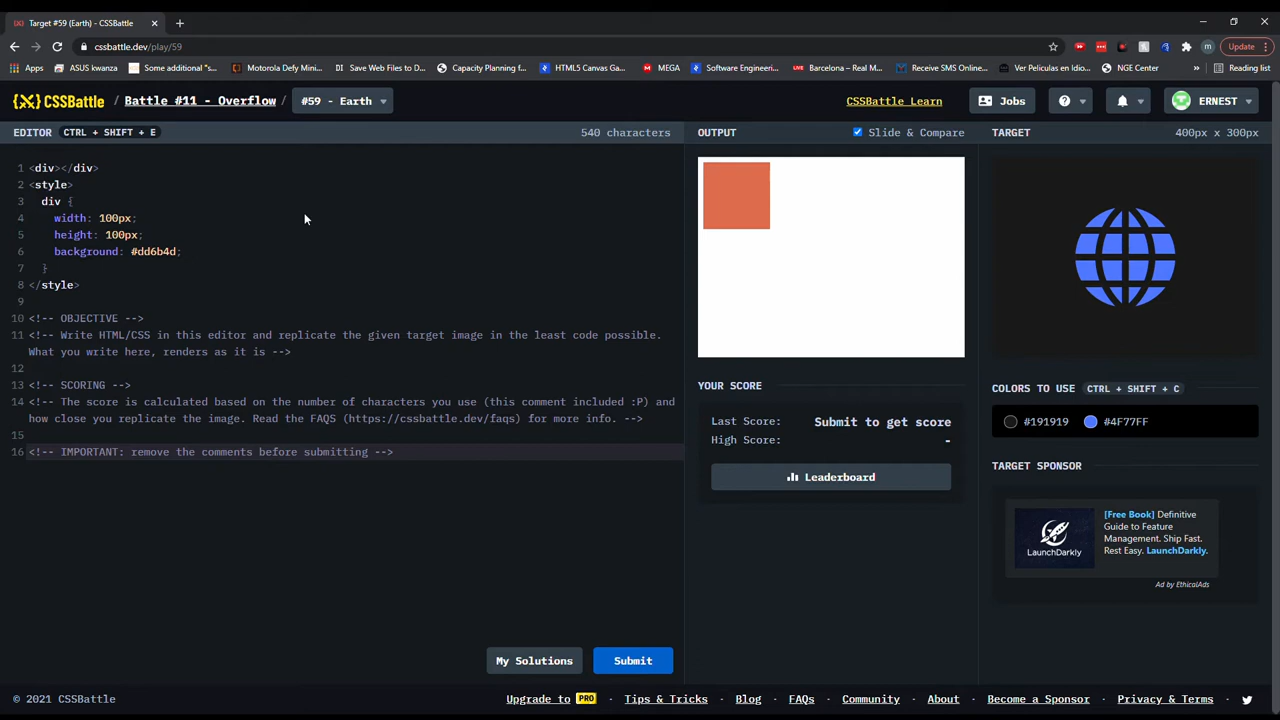 Target #59 (Earth) - CSSBattle
cssbattle.dev/play/59
m
Update
Apps
ASUS kwanza
Some additional "s...
Motorola Defy Mini...
Save Web Files to D...
Capacity Planning f...
HTML5 Canvas Ga...
MEGA
Software Engineeri...
LIVE
Barcelona – Real M...
Receive SMS Online...
Ver Películas en Idio...
NGE Center
»
Reading list
CSSBattle / Battle #11 - Overflow / #59 - Earth
CSSBattle Learn
Jobs
ERNEST
EDITOR CTRL + SHIFT + E 540 characters
OUTPUT Slide & Compare
TARGET 400px x 300px
1 <div></div>
2 <style>
3 div {
4 width: 100px;
5 height: 100px;
6 background: #dd6b4d;
7 }
8 </style>
9
10 <!-- OBJECTIVE -->
11 <!-- Write HTML/CSS in this editor and replicate the given target image in the least code possible.
What you write here, renders as it is -->
12
13 <!-- SCORING -->
14 <!-- The score is calculated based on the number of characters you use (this comment included :P) and
how close you replicate the image. Read the FAQS (https://cssbattle.dev/faqs) for more info. -->
15
16 <!-- IMPORTANT: remove the comments before submitting -->
My Solutions
Submit
YOUR SCORE
Last Score: Submit to get score
High Score: -
Leaderboard
COLORS TO USE CTRL + SHIFT + C
#191919
#4F77FF
TARGET SPONSOR
LaunchDarkly
[Free Book] Definitive
Guide to Feature
Management. Ship Fast.
Rest Easy. LaunchDarkly.
Ad by EthicalAds
© 2021 CSSBattle
Upgrade to PRO · Tips & Tricks · Blog · FAQs · Community · About · Become a Sponsor · Privacy & Terms ·